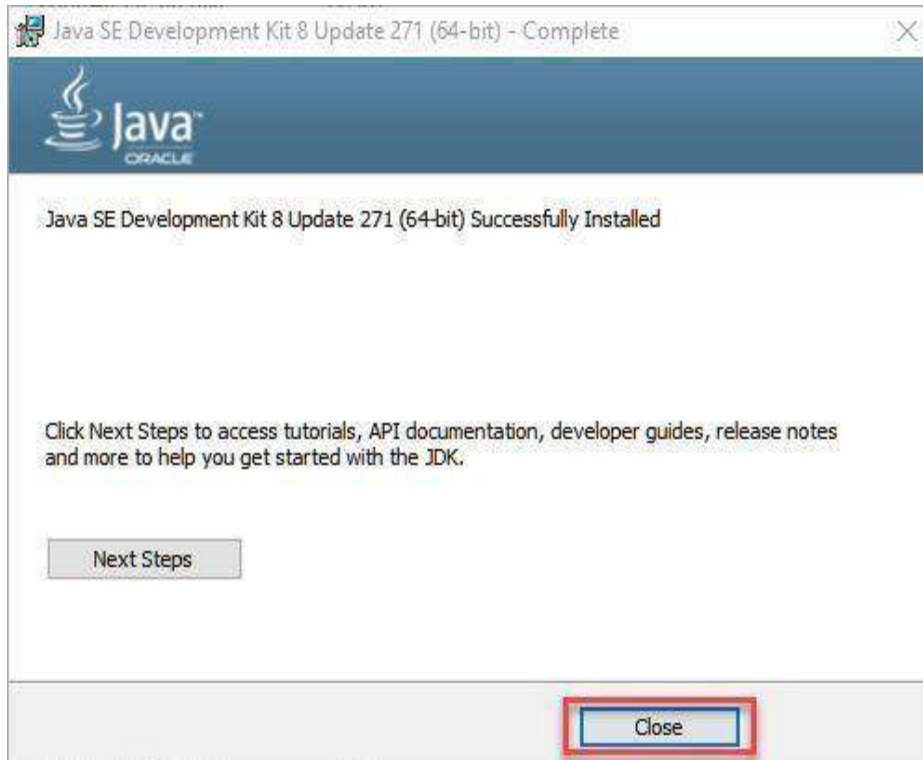 Java SE Development Kit 8 Update 271 (64-bit) - Complete
Java™
ORACLE
Java SE Development Kit 8 Update 271 (64-bit) Successfully Installed
Click Next Steps to access tutorials, API documentation, developer guides, release notes
and more to help you get started with the JDK.
Next Steps
Close